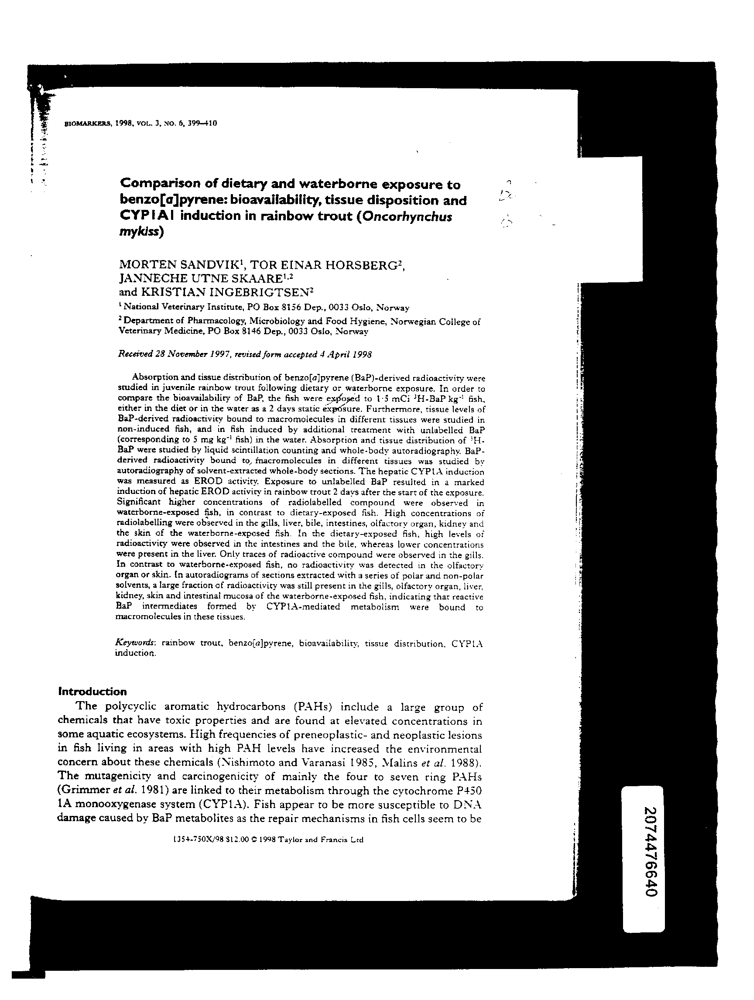 BIOMARKERS, 1998, VOL. 3, NO. 6, 399–410
Comparison of dietary and waterborne exposure to
benzo[a]pyrene: bioavailability, tissue disposition and
CYP1A1 induction in rainbow trout (Oncorhynchus
mykiss)
MORTEN SANDVIK¹, TOR EINAR HORSBERG²,
JANNECHE UTNE SKAARE¹,²
and KRISTIAN INGEBRIGTSEN²
¹ National Veterinary Institute, PO Box 8156 Dep., 0033 Oslo, Norway
² Department of Pharmacology, Microbiology and Food Hygiene, Norwegian College of
Veterinary Medicine, PO Box 8146 Dep., 0033 Oslo, Norway
Received 28 November 1997, revised form accepted 4 April 1998
Absorption and tissue distribution of benzo[a]pyrene (BaP)-derived radioactivity were
studied in juvenile rainbow trout following dietary or waterborne exposure. In order to
compare the bioavailability of BaP, the fish were exposed to 1·5 mCi ³H-BaP kg⁻¹ fish,
either in the diet or in the water as a 2 days static exposure. Furthermore, tissue levels of
BaP-derived radioactivity bound to macromolecules in different tissues were studied in
non-induced fish, and in fish induced by additional treatment with unlabelled BaP
(corresponding to 5 mg kg⁻¹ fish) in the water. Absorption and tissue distribution of ³H-
BaP were studied by liquid scintillation counting and whole-body autoradiography. BaP-
derived radioactivity bound to macromolecules in different tissues was studied by
autoradiography of solvent-extracted whole-body sections. The hepatic CYP1A induction
was measured as EROD activity. Exposure to unlabelled BaP resulted in a marked
induction of hepatic EROD activity in rainbow trout 2 days after the start of the exposure.
Significant higher concentrations of radiolabelled compound were observed in
waterborne-exposed fish, in contrast to dietary-exposed fish. High concentrations of
radiolabelling were observed in the gills, liver, bile, intestines, olfactory organ, kidney and
the skin of the waterborne-exposed fish. In the dietary-exposed fish, high levels of
radioactivity were observed in the intestines and the bile, whereas lower concentrations
were present in the liver. Only traces of radioactive compound were observed in the gills.
In contrast to waterborne-exposed fish, no radioactivity was detected in the olfactory
organ or skin. In autoradiograms of sections extracted with a series of polar and non-polar
solvents, a large fraction of radioactivity was still present in the gills, olfactory organ, liver,
kidney, skin and intestinal mucosa of the waterborne-exposed fish, indicating that reactive
BaP intermediates formed by CYP1A-mediated metabolism were bound to
macromolecules in these tissues.
Keywords: rainbow trout, benzo[a]pyrene, bioavailability, tissue distribution, CYP1A
induction.
Introduction
The polycyclic aromatic hydrocarbons (PAHs) include a large group of
chemicals that have toxic properties and are found at elevated concentrations in
some aquatic ecosystems. High frequencies of preneoplastic- and neoplastic lesions
in fish living in areas with high PAH levels have increased the environmental
concern about these chemicals (Nishimoto and Varanasi 1985, Malins et al. 1988).
The mutagenicity and carcinogenicity of mainly the four to seven ring PAHs
(Grimmer et al. 1981) are linked to their metabolism through the cytochrome P450
1A monooxygenase system (CYP1A). Fish appear to be more susceptible to DNA
damage caused by BaP metabolites as the repair mechanisms in fish cells seem to be
1354-750X/98 $12.00 © 1998 Taylor and Francis Ltd
2074476640